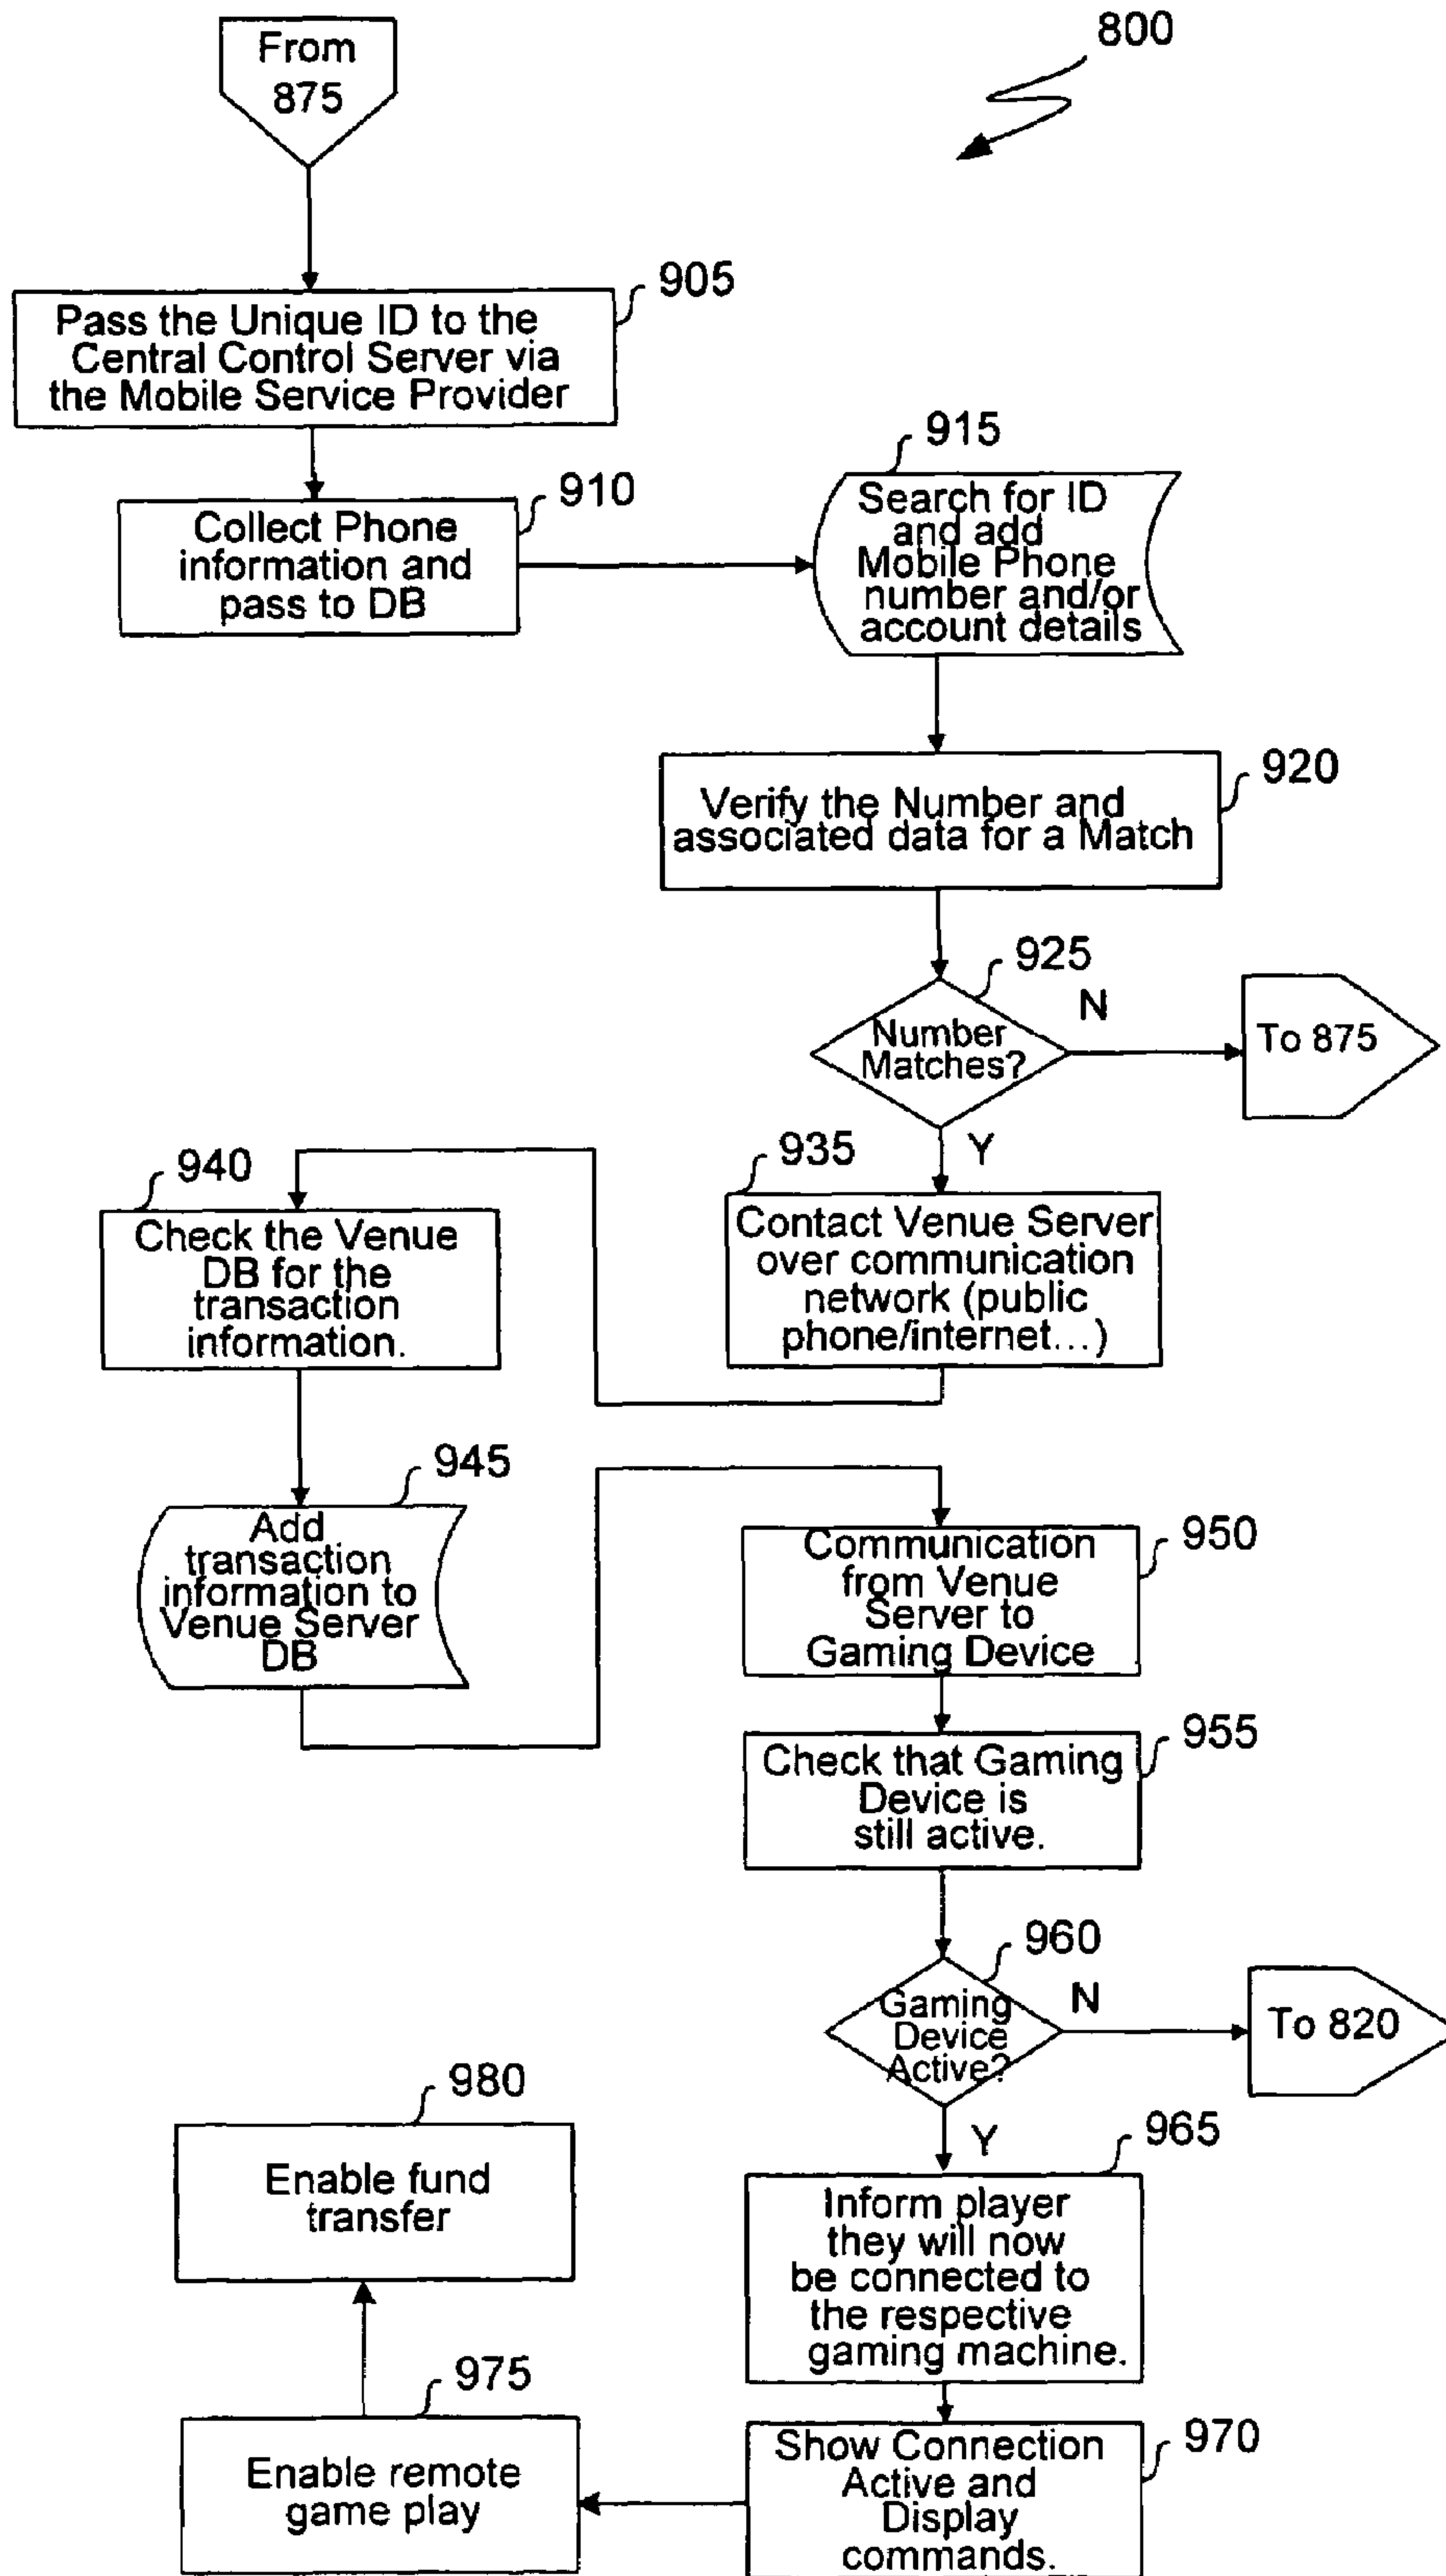 From
875
800
905
Pass the Unique ID to the
Central Control Server via
the Mobile Service Provider
910
Collect Phone
information and
pass to DB
915
Search for ID
and add
Mobile Phone
number and/or
account details
920
Verify the Number and
associated data for a Match
925
Number
Matches?
N
To 875
Y
935
Contact Venue Server
over communication
network (public
phone/internet...)
940
Check the Venue
DB for the
transaction
information.
945
Add
transaction
information to
Venue Server
DB
950
Communication
from Venue
Server to
Gaming Device
955
Check that Gaming
Device is
still active.
960
Gaming
Device
Active?
N
To 820
Y
965
Inform player
they will now
be connected to
the respective
gaming machine.
970
Show Connection
Active and
Display
commands.
975
Enable remote
game play
980
Enable fund
transfer